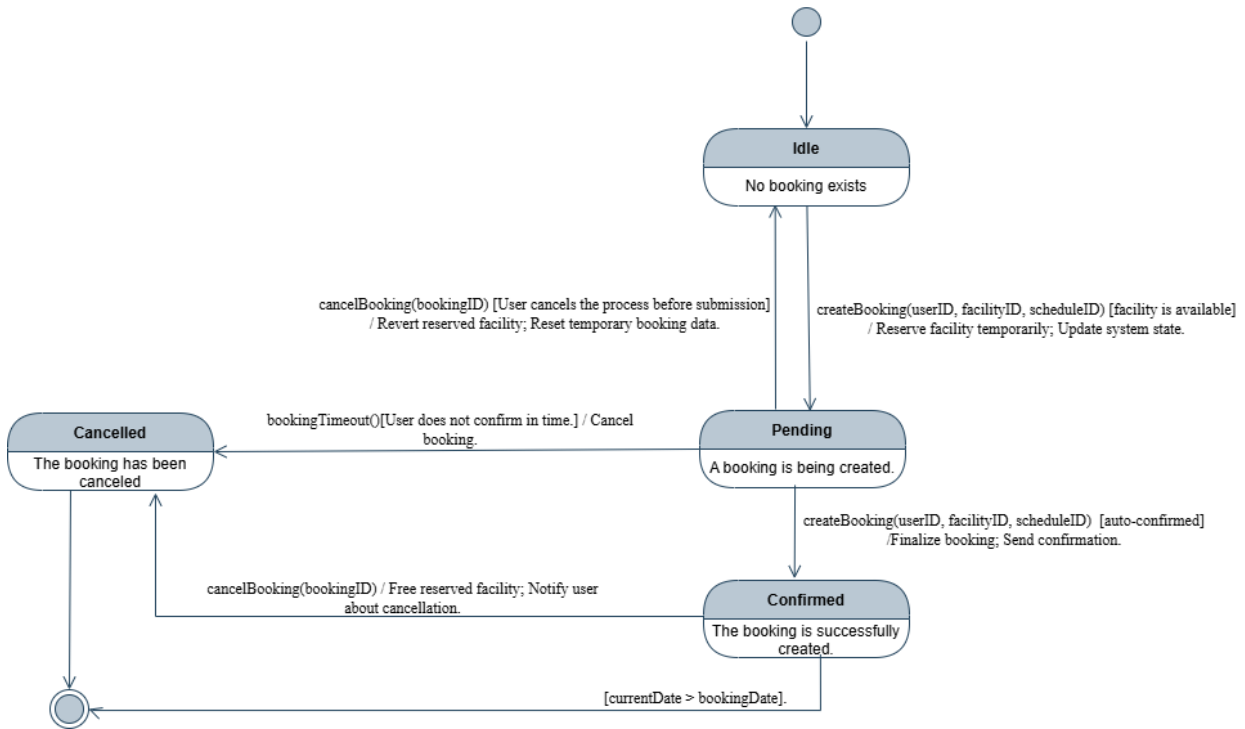 Idle
No booking exists
cancelBooking(bookingID) [User cancels the process before submission]
/ Revert reserved facility; Reset temporary booking data.
createBooking(userID, facilityID, scheduleID) [facility is available]
/ Reserve facility temporarily; Update system state.
Cancelled
The booking has been
canceled
bookingTimeout()[User does not confirm in time.] / Cancel
booking.
Pending
A booking is being created.
createBooking(userID, facilityID, scheduleID) [auto-confirmed]
/Finalize booking; Send confirmation.
cancelBooking(bookingID) / Free reserved facility; Notify user
about cancellation.
Confirmed
The booking is successfully
created.
[currentDate > bookingDate].